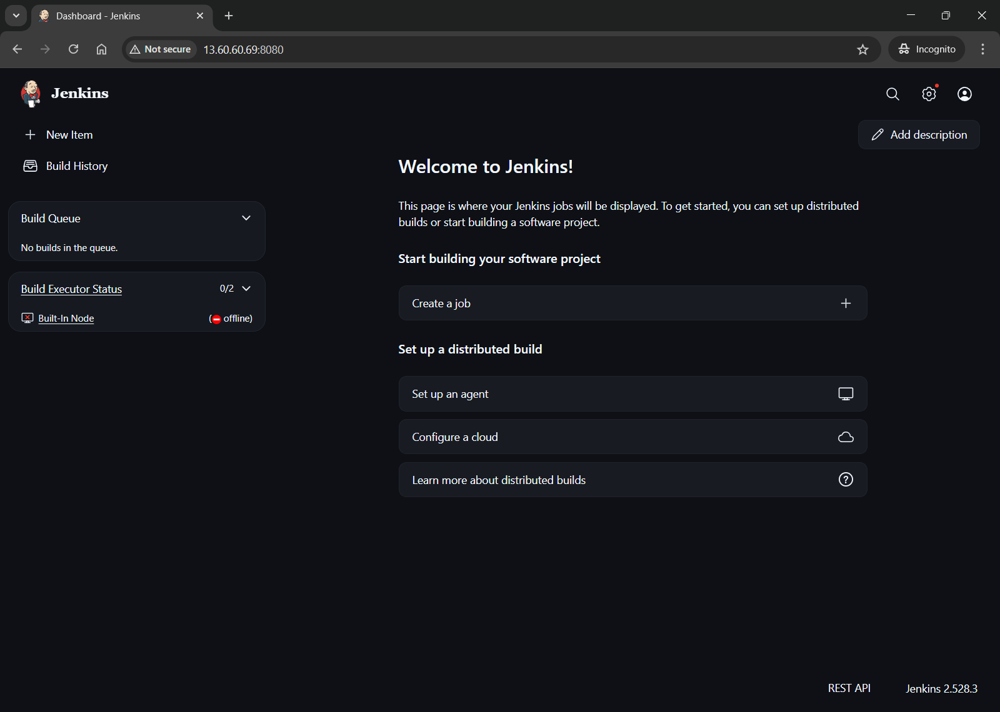 Dashboard - Jenkins
Not secure
13.60.60.69:8080
Incognito
Jenkins
New Item
Add description
Build History
Welcome to Jenkins!
This page is where your Jenkins jobs will be displayed. To get started, you can set up distributed
builds or start building a software project.
Build Queue
No builds in the queue.
Start building your software project
Build Executor Status
0/2
Create a job
Built-In Node
(offline)
Set up a distributed build
Set up an agent
Configure a cloud
Learn more about distributed builds
REST API
Jenkins 2.528.3